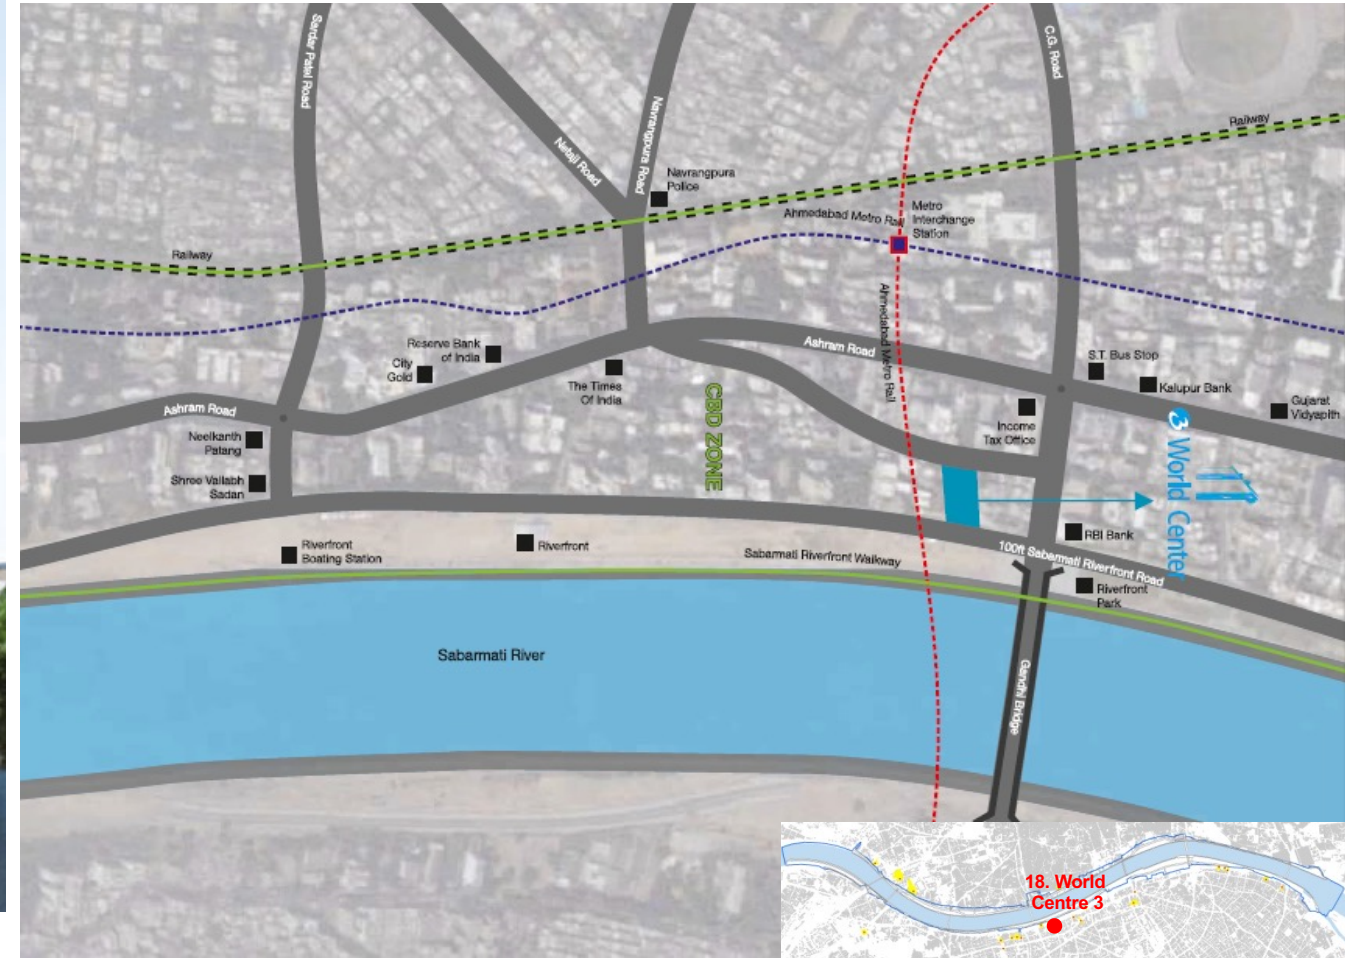 Sardar Patel Road
Netaji Road
Navrangpura Road
C.G. Road
Railway
Navrangpura
Police
Ahmedabad Metro Rail
Metro
Interchange
Station
Railway
Ahmedabad Metro Rail
Reserve Bank
of India
City
Gold
The Times
Of India
Ashram Road
S.T. Bus Stop
Kalupur Bank
Gujarat
Vidyapith
Ashram Road
Neelkanth
Patang
Shree Vallabh
Sadan
CBD ZONE
Income
Tax Office
3 World Center
Riverfront
Boating Station
Riverfront
Sabarmati Riverfront Walkway
RBI Bank
100ft Sabarmati Riverfront Road
Riverfront
Park
Sabarmati River
Gandhi Bridge
18. World
Centre 3